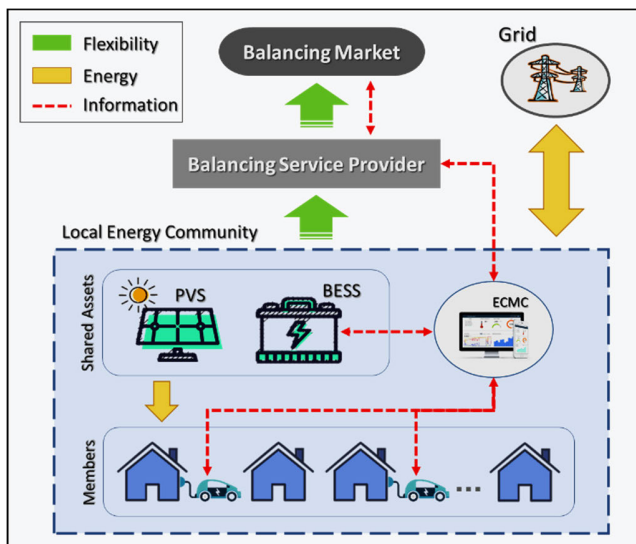 Flexibility
Energy
Information
Balancing Market
Grid
Balancing Service Provider
Local Energy Community
Shared Assets
PVS
BESS
ECMC
Members
...